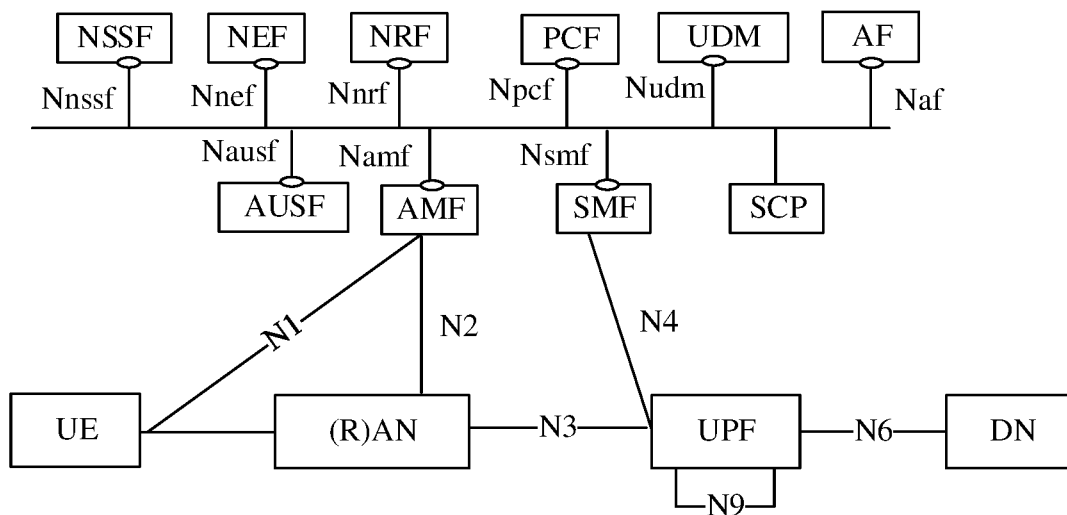 NSSF NEF NRF PCF UDM AF
Nnssf Nnef Nnrf Npcf Nudm Naf
Nausf Namf Nsmf
AUSF AMF SMF SCP
N1 N2 N4
UE (R)AN N3 UPF N6 DN
N9